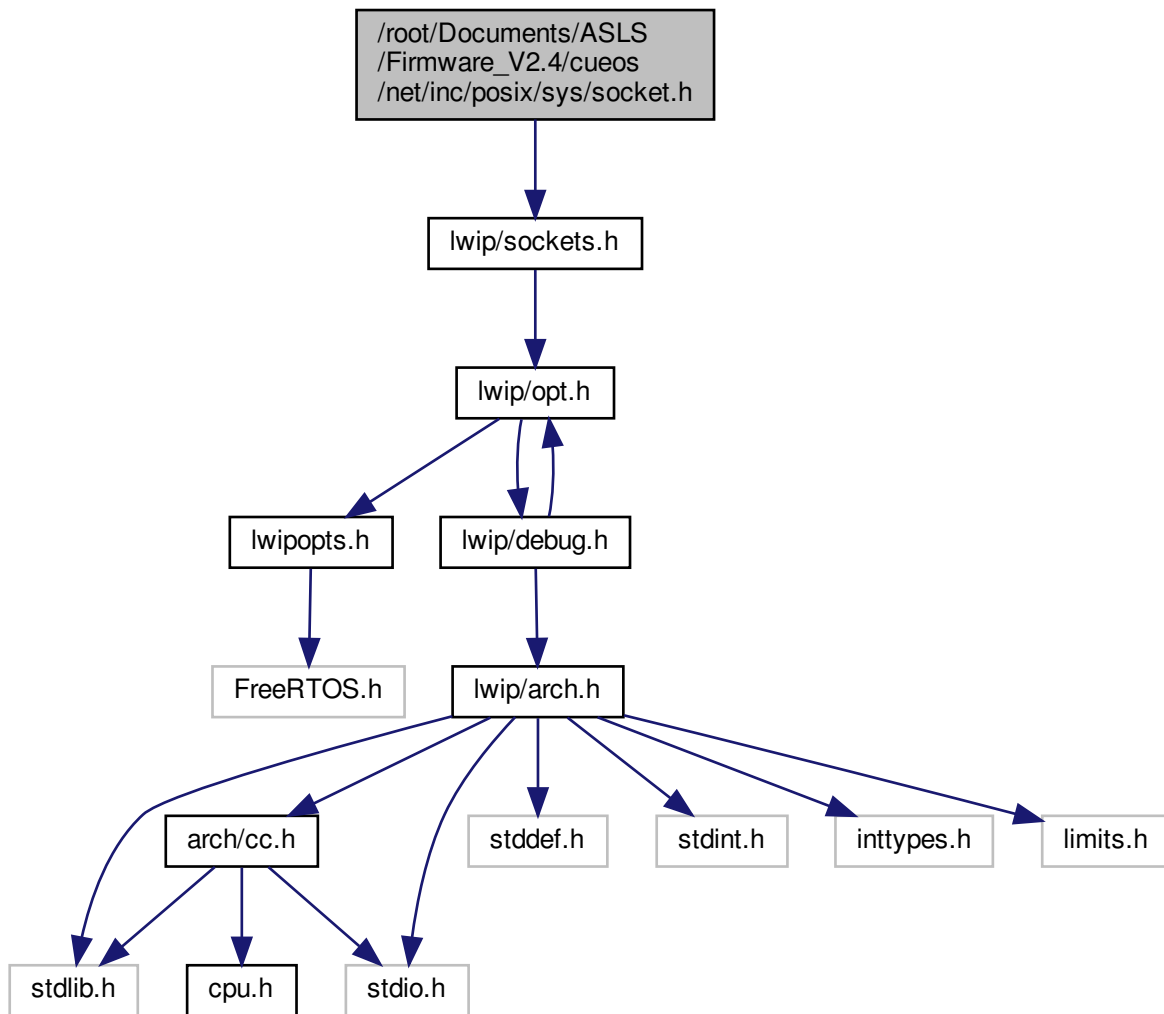 /root/Documents/ASLS
/Firmware_V2.4/cueos
/net/inc/posix/sys/socket.h
lwip/sockets.h
lwip/opt.h
lwipopts.h
lwip/debug.h
FreeRTOS.h
lwip/arch.h
arch/cc.h
stddef.h
stdint.h
inttypes.h
limits.h
stdlib.h
cpu.h
stdio.h